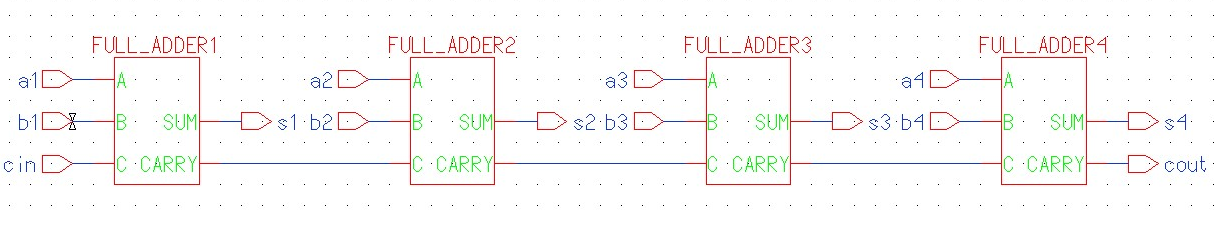 FULL_ADDER1 FULL_ADDER2 FULL_ADDER3 FULL_ADDER4
a1 A a2 A a3 A a4 A
b1 B SUM s1 b2 B SUM s2 b3 B SUM s3 b4 B SUM s4
cin C CARRY C CARRY C CARRY C CARRY cout